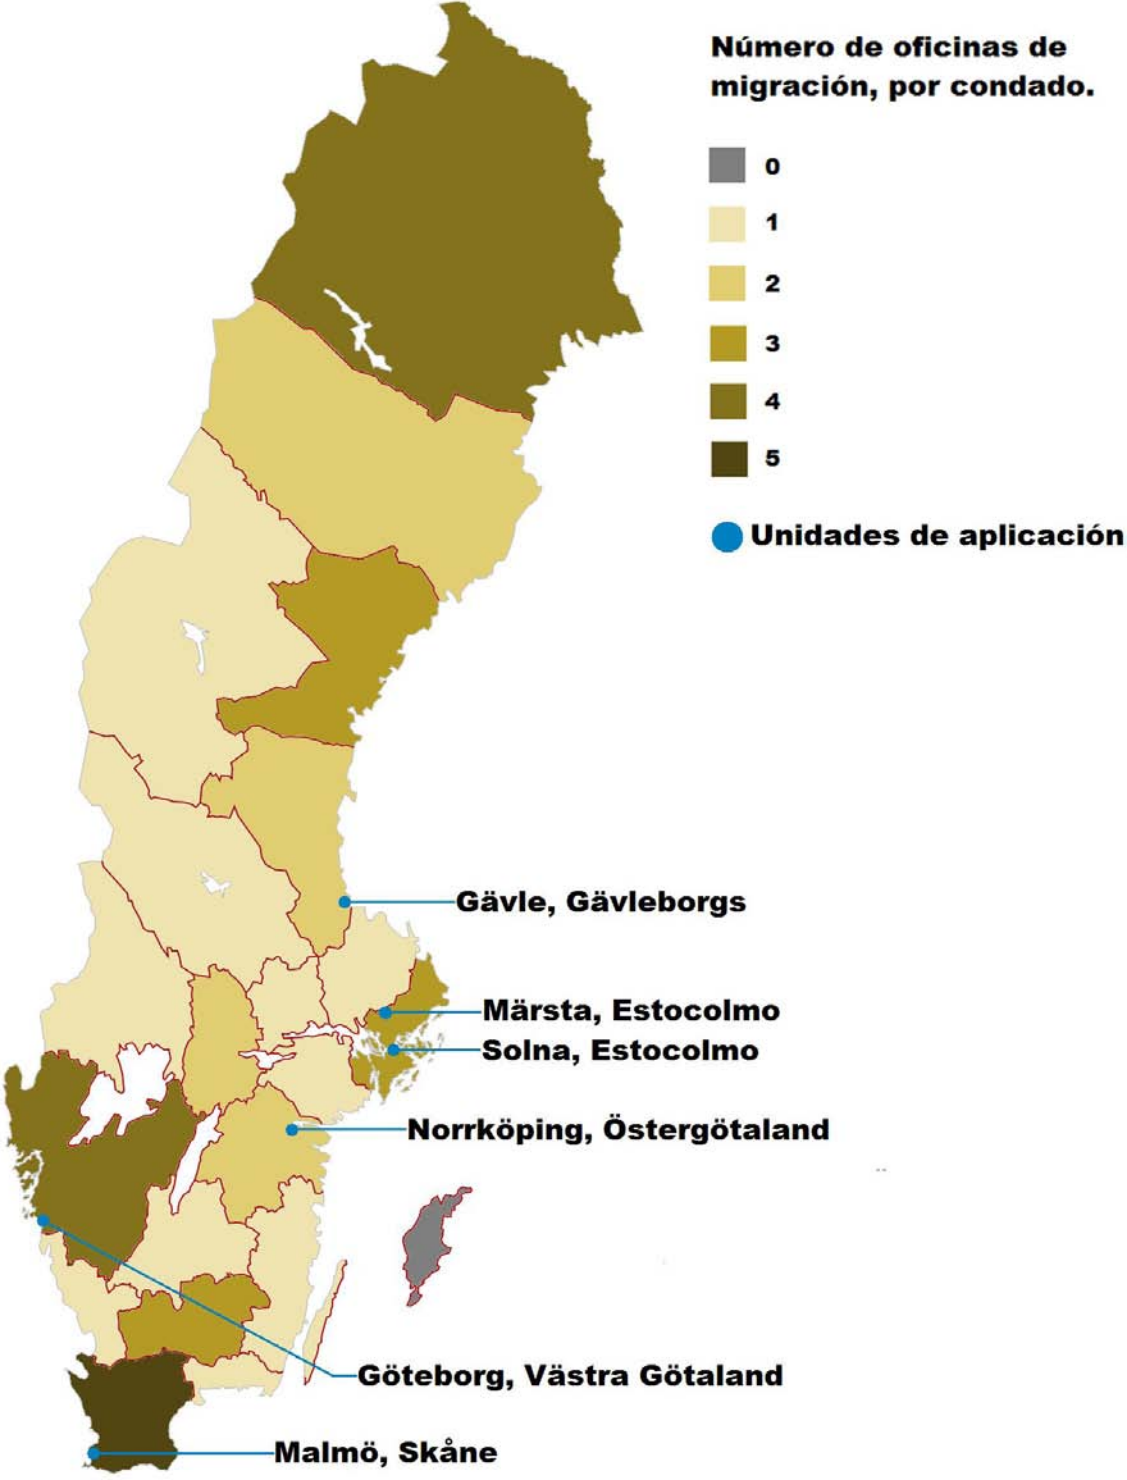 Número de oficinas de
migración, por condado.
0
1
2
3
4
5
Unidades de aplicación
Gävle, Gävleborgs
Märsta, Estocolmo
Solna, Estocolmo
Norrköping, Östergötaland
Göteborg, Västra Götaland
Malmö, Skåne